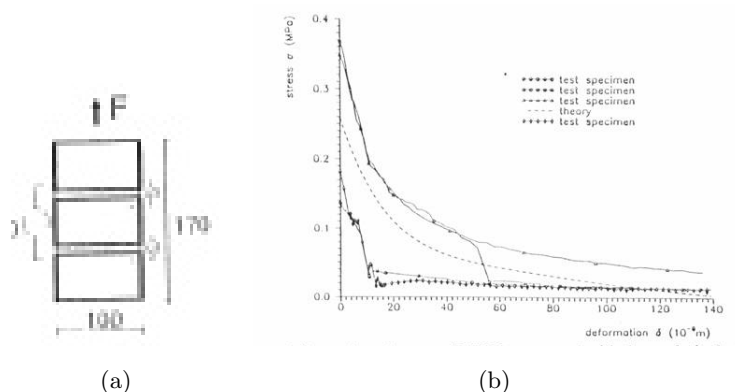 F
170
100
(a)
stress σ (MPa)
0.4
0.3
0.2
0.1
0.0
test specimen
test specimen
test specimen
theory
test specimen
0 20 40 60 80 100 120 140
deformation δ (10⁻⁶m)
(b)